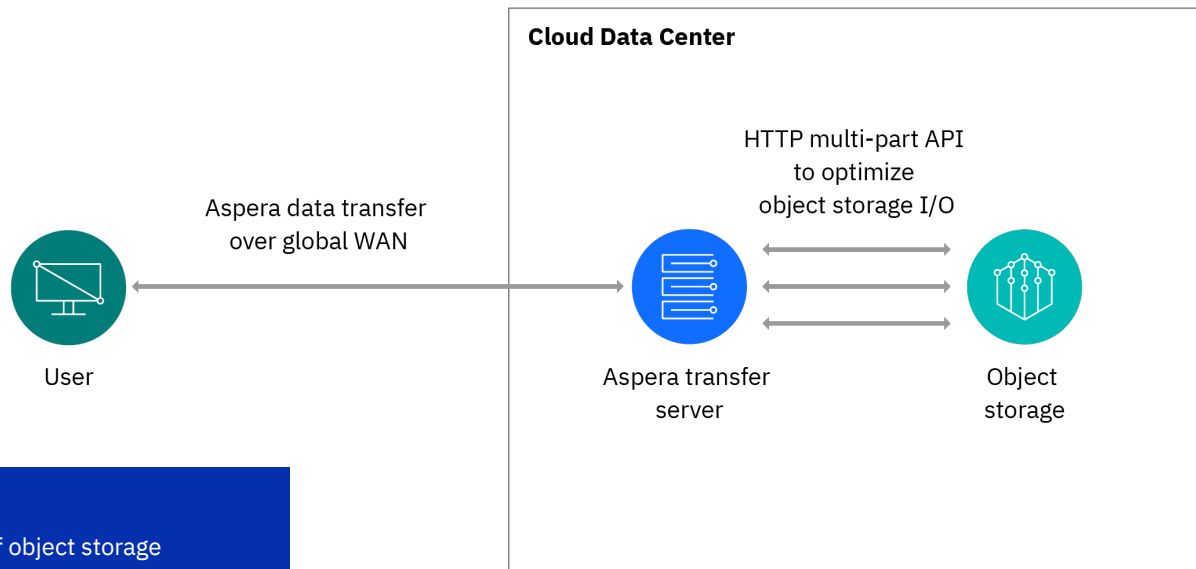 Cloud Data Center
HTTP multi-part API
to optimize
object storage I/O
Aspera data transfer
over global WAN
User
Aspera transfer
server
Object
storage
object storage